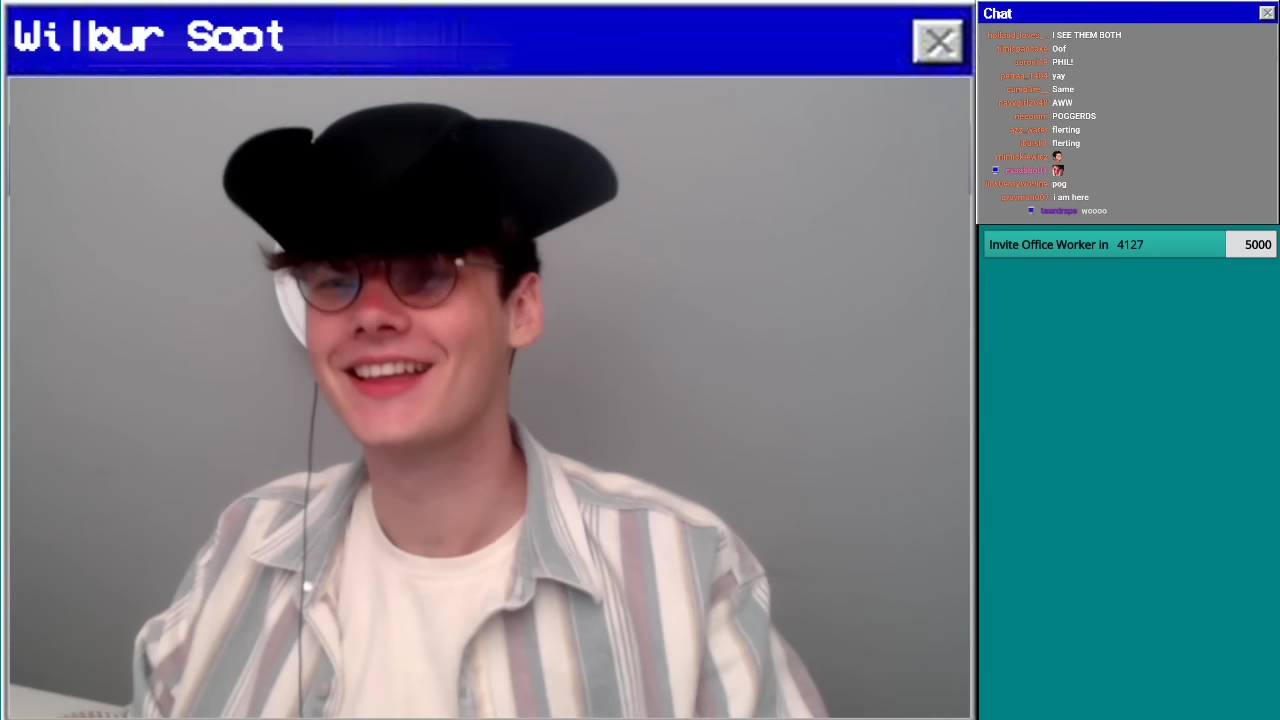 Wilbur Soot
Chat
I SEE THEM BOTH
Oof
PHIL!
yay
Same
AWW
POGGERDS
flerting
flerting
pog
i am here
woooo
Invite Office Worker in 4127 5000